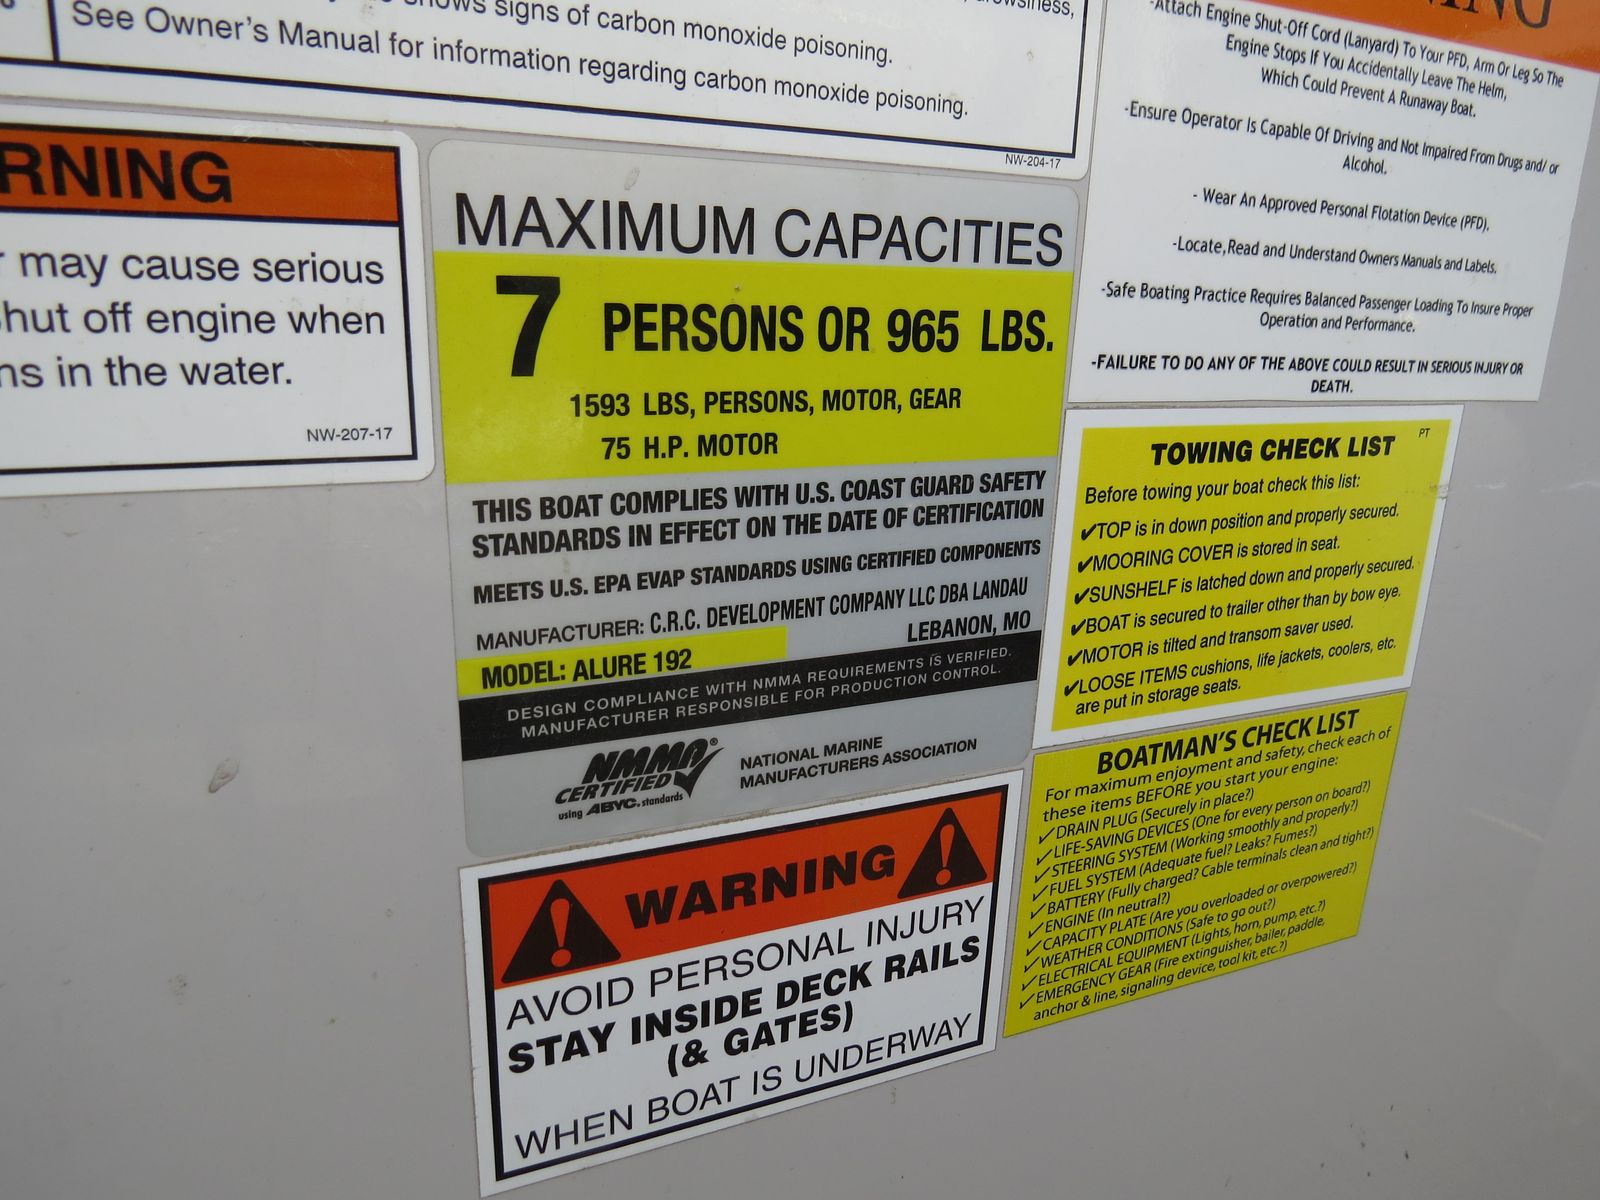 shows signs of carbon monoxide poisoning.
See Owner's Manual for information regarding carbon monoxide poisoning.
NW-204-17
RNING
may cause serious
hut off engine when
ns in the water.
NW-207-17
MAXIMUM CAPACITIES
7 PERSONS OR 965 LBS.
1593 LBS, PERSONS, MOTOR, GEAR
75 H.P. MOTOR
THIS BOAT COMPLIES WITH U.S. COAST GUARD SAFETY
STANDARDS IN EFFECT ON THE DATE OF CERTIFICATION
MEETS U.S. EPA EVAP STANDARDS USING CERTIFIED COMPONENTS
MANUFACTURER: C.R.C. DEVELOPMENT COMPANY LLC DBA LANDAU
LEBANON, MO
MODEL: ALURE 192
DESIGN COMPLIANCE WITH NMMA REQUIREMENTS IS VERIFIED.
MANUFACTURER RESPONSIBLE FOR PRODUCTION CONTROL.
NMMA®
CERTIFIED
using ABYC. standards
NATIONAL MARINE
MANUFACTURERS ASSOCIATION
WARNING
AVOID PERSONAL INJURY
STAY INSIDE DECK RAILS
(& GATES)
WHEN BOAT IS UNDERWAY
NING
-Attach Engine Shut-Off Cord (Lanyard) To Your PFD, Arm Or Leg So The
Engine Stops If You Accidentally Leave The Helm,
Which Could Prevent A Runaway Boat.
-Ensure Operator Is Capable Of Driving and Not Impaired From Drugs and/ or
Alcohol.
- Wear An Approved Personal Flotation Device (PFD).
-Locate,Read and Understand Owners Manuals and Labels.
-Safe Boating Practice Requires Balanced Passenger Loading To Insure Proper
Operation and Performance.
-FAILURE TO DO ANY OF THE ABOVE COULD RESULT IN SERIOUS INJURY OR
DEATH.
PT
TOWING CHECK LIST
Before towing your boat check this list:
✔TOP is in down position and properly secured.
✔MOORING COVER is stored in seat.
✔SUNSHELF is latched down and properly secured.
✔BOAT is secured to trailer other than by bow eye.
✔MOTOR is tilted and transom saver used.
✔LOOSE ITEMS cushions, life jackets, coolers, etc.
are put in storage seats.
BOATMAN'S CHECK LIST
For maximum enjoyment and safety, check each of
these items BEFORE you start your engine:
✓DRAIN PLUG (Securely in place?)
✓LIFE-SAVING DEVICES (One for every person on board?)
✓STEERING SYSTEM (Working smoothly and properly?)
✓FUEL SYSTEM (Adequate fuel? Leaks? Fumes?)
✓BATTERY (Fully charged? Cable terminals clean and tight?)
✓ENGINE (In neutral?)
✓CAPACITY PLATE (Are you overloaded or overpowered?)
✓WEATHER CONDITIONS (Safe to go out?)
✓ELECTRICAL EQUIPMENT (Lights, horn, pump, etc.?)
✓EMERGENCY GEAR (Fire extinguisher, bailer, paddle,
anchor & line, signaling device, tool kit, etc.?)